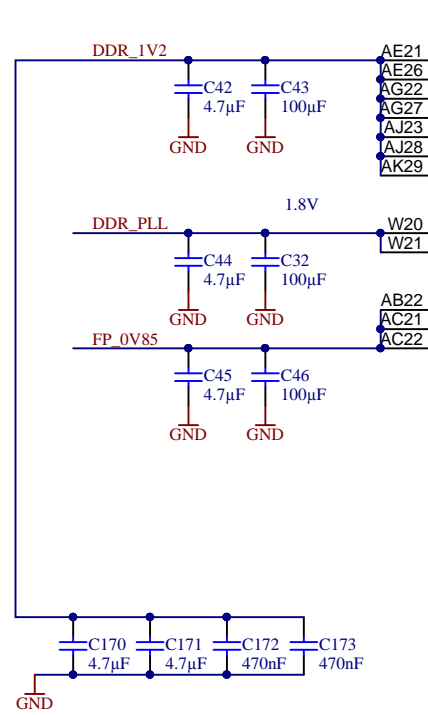 DDR_1V2
AE21
AE26
C42
C43
AG22
4.7µF
100µF
AG27
AJ23
GND
GND
AJ28
AK29
1.8V
DDR_PLL
W20
W21
C44
C32
4.7µF
100µF
AB22
GND
GND
AC21
FP_0V85
AC22
C45
C46
4.7µF
100µF
GND
GND
C170
C171
C172
C173
4.7µF
4.7µF
470nF
470nF
GND